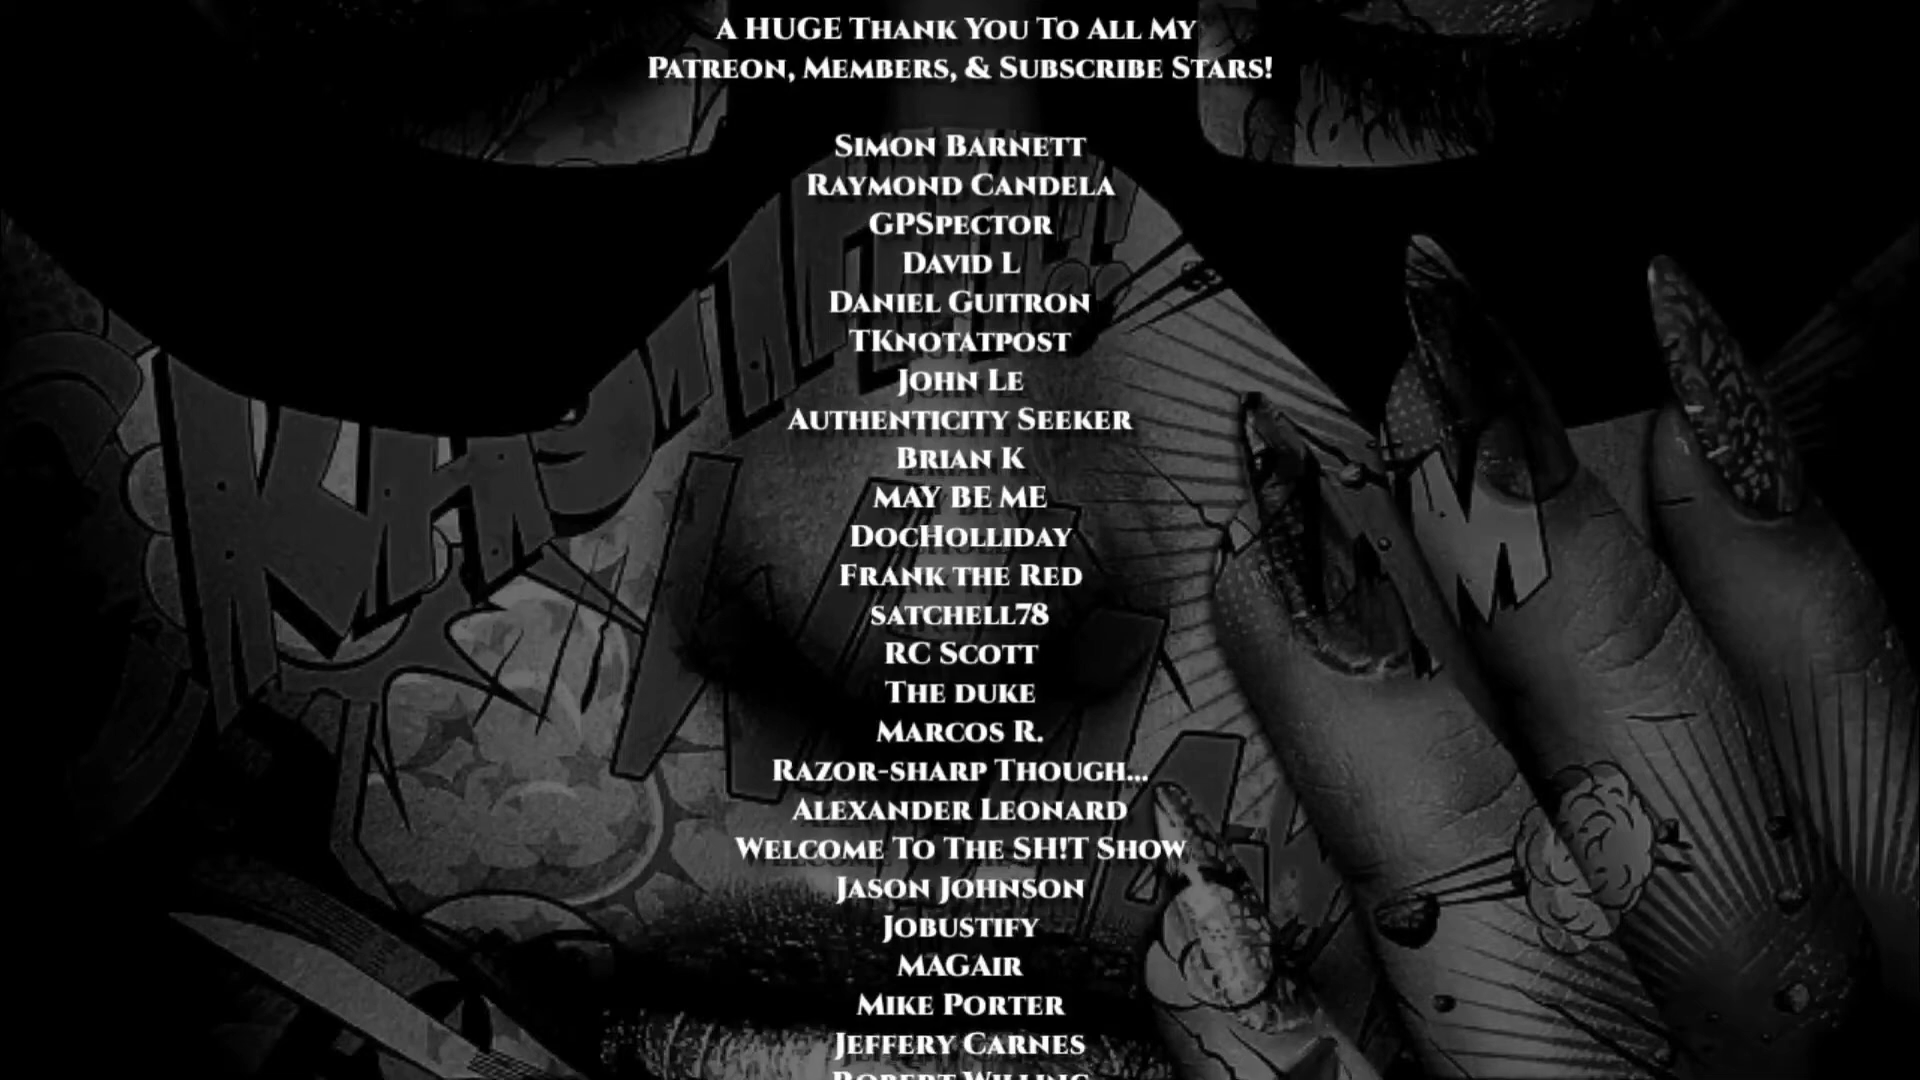 A HUGE Thank You To All My
Patreon, Members, & Subscribe Stars!
Simon Barnett
Raymond Candela
GPSpector
David L
Daniel Guitron
TKnotatpost
John Le
Authenticity Seeker
Brian K
may be me
DocHolliday
Frank the Red
satchell78
RC Scott
The duke
Marcos R.
Razor-sharp Though...
Alexander Leonard
Welcome To The SH!T Show
Jason Johnson
Jobustify
MAGAir
Mike Porter
Jeffery Carnes